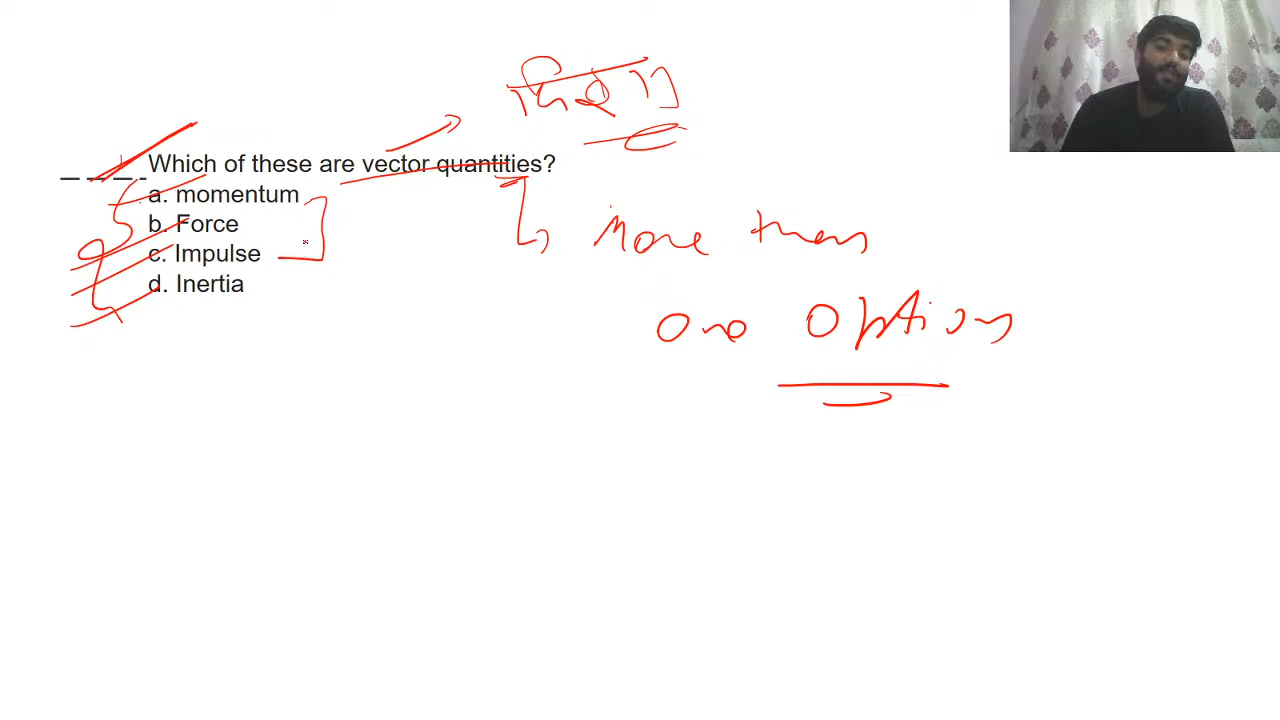 Which of these are vector quantities?
a. momentum
b. Force
c. Impulse
d. Inertia
More than
one option